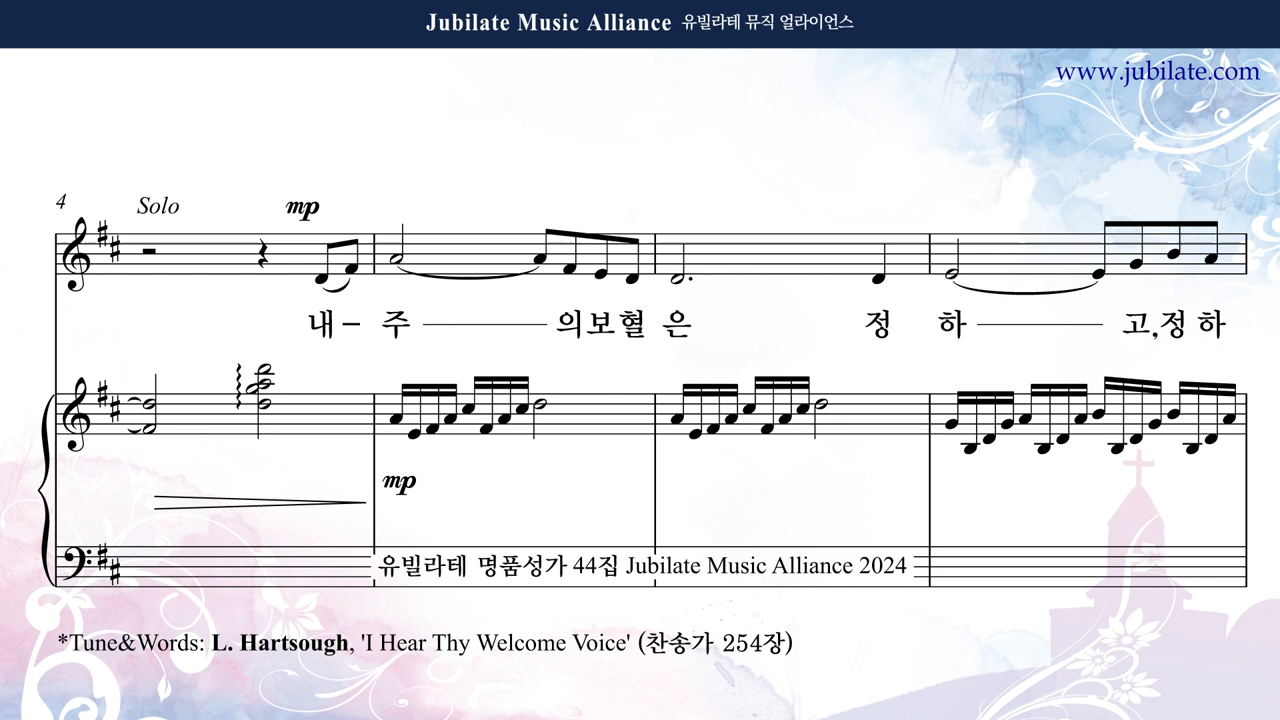 Jubilate Music Alliance 유빌라테 뮤직 얼라이언스
www.jubilate.com
4 Solo mp
내– 주 의보혈 은 정 하 고,정 하
mp
유빌라테 명품성가 44집 Jubilate Music Alliance 2024
*Tune&Words: L. Hartsough, 'I Hear Thy Welcome Voice' (찬송가 254장)